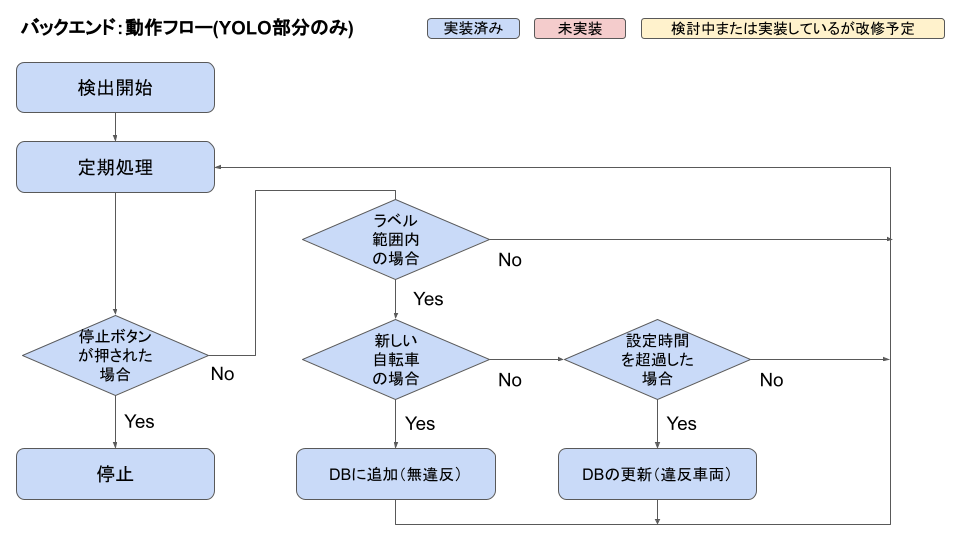 バックエンド：動作フロー(YOLO部分のみ)
実装済み
未実装
検討中または実装しているが改修予定
検出開始
定期処理
ラベル
範囲内
の場合
No
Yes
停止ボタン
が押された
場合
No
Yes
停止
新しい
自転車
の場合
No
Yes
設定時間
を超過した
場合
No
Yes
DBに追加（無違反）
DBの更新（違反車両）